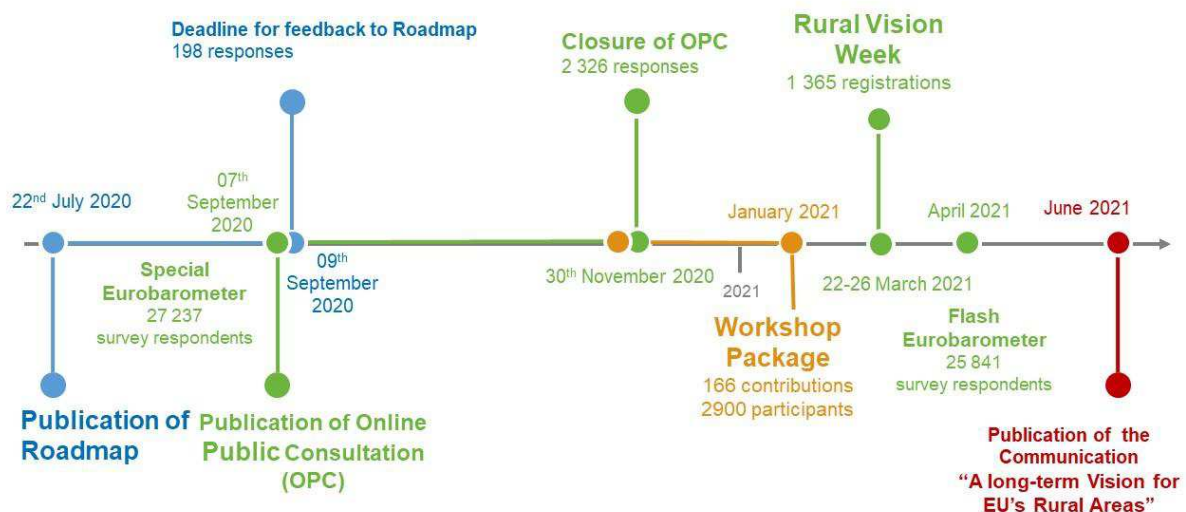 Deadline for feedback to Roadmap
198 responses
Closure of OPC
2 326 responses
Rural Vision
Week
1 365 registrations
22nd July 2020
07th
September
2020
January 2021
April 2021
June 2021
Special
Eurobarometer
27 237
survey respondents
09th
September
2020
30th November 2020
2021
22-26 March 2021
Workshop
Package
166 contributions
2900 participants
Flash
Eurobarometer
25 841
survey respondents
Publication of
Roadmap
Publication of Online
Public Consultation
(OPC)
Publication of the
Communication
“A long-term Vision for
EU’s Rural Areas”